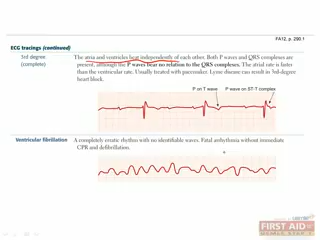 FA12, p. 290.1
ECG tracings (continued)
3rd degree
(complete)
The atria and ventricles beat independently of each other. Both P waves and QRS complexes are
present, although the P waves bear no relation to the QRS complexes. The atrial rate is faster
than the ventricular rate. Usually treated with pacemaker. Lyme disease can result in 3rd-degree
heart block.
P on T wave
P wave on ST-T complex
Ventricular fibrillation
A completely erratic rhythm with no identifiable waves. Fatal arrhythmia without immediate
CPR and defibrillation.
FIRST AID